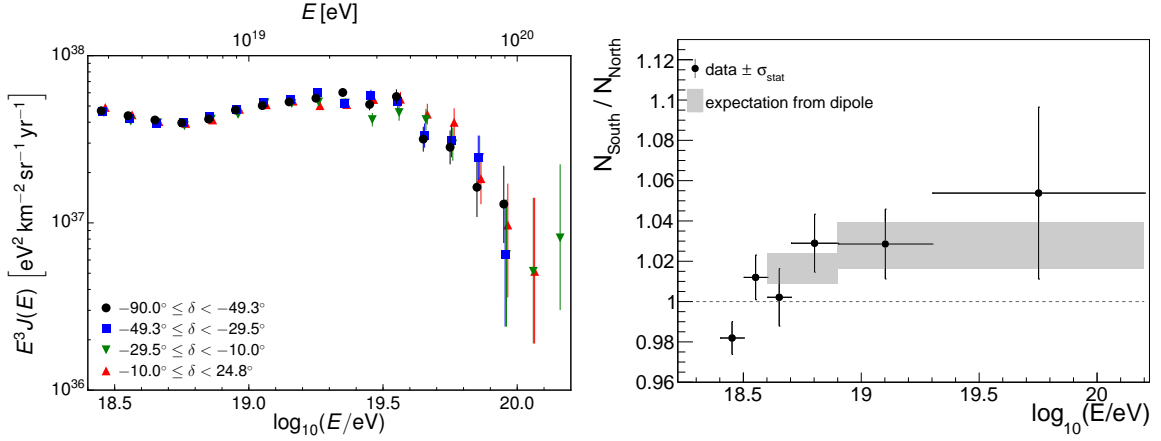 E [eV]
10^19 10^20
10^38
10^37
10^36
E^3 J(E) [eV^2 km^−2 sr^−1 yr^−1]
−90.0° ≤ δ < −49.3°
−49.3° ≤ δ < −29.5°
−29.5° ≤ δ < −10.0°
−10.0° ≤ δ < 24.8°
18.5 19.0 19.5 20.0
log_10(E/eV)
N_South / N_North
1.12
1.1
1.08
1.06
1.04
1.02
1
0.98
0.96
data ± σ_stat
expectation from dipole
18.5 19 19.5 20
log_10(E/eV)